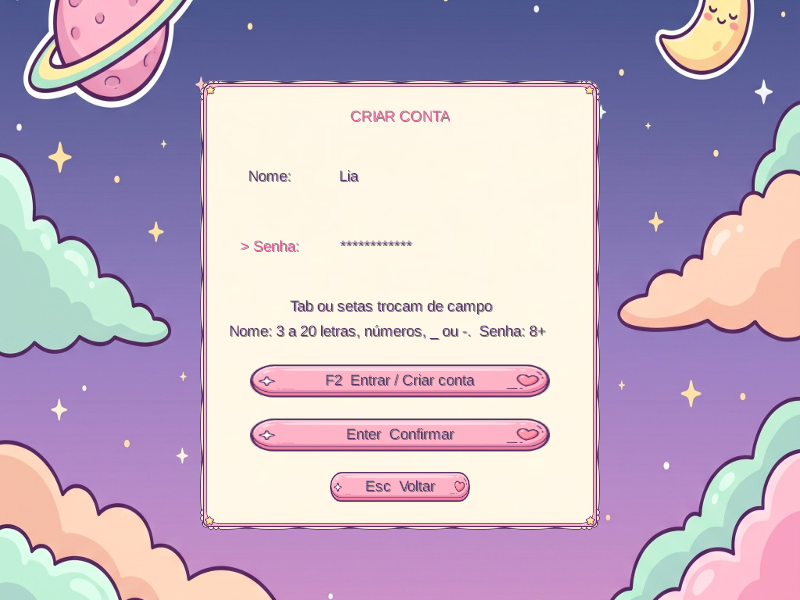 CRIAR CONTA
Nome: Lia
> Senha: ************
Tab ou setas trocam de campo
Nome: 3 a 20 letras, números, _ ou -. Senha: 8+
F2 Entrar / Criar conta
Enter Confirmar
Esc Voltar